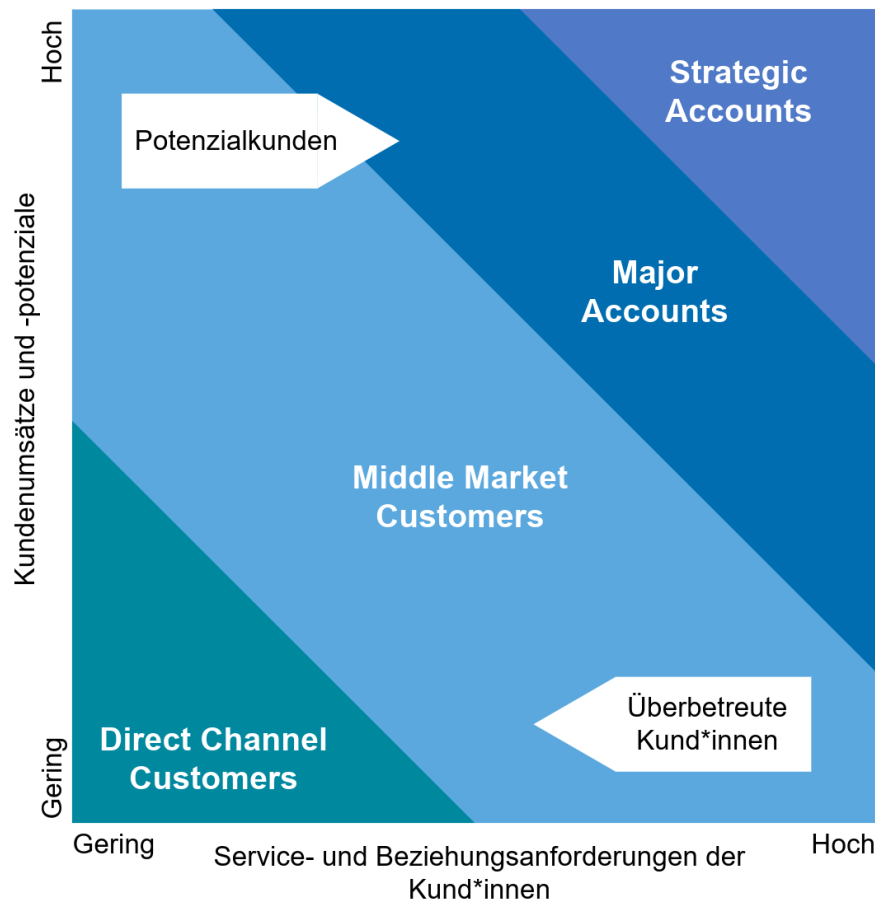 Hoch
Kundenumsätze und -potenziale
Gering
Strategic
Accounts
Potenzialkunden
Major
Accounts
Middle Market
Customers
Überbetreute
Kund*innen
Direct Channel
Customers
Gering
Service- und Beziehungsanforderungen der
Kund*innen
Hoch